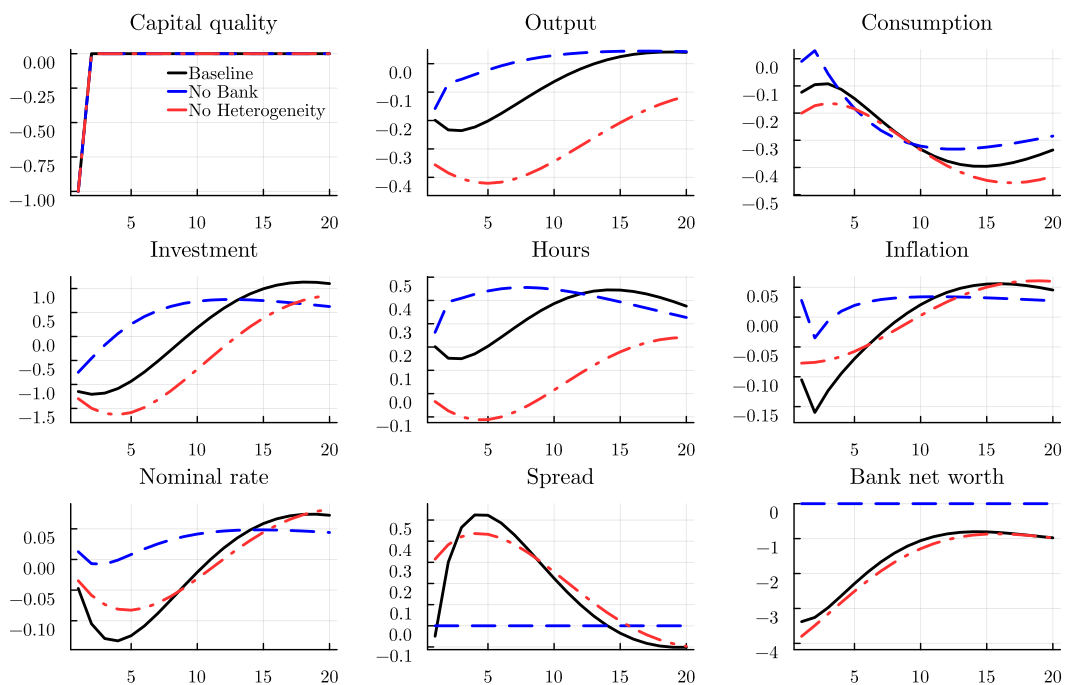 Capital quality
0.00
−0.25
−0.50
−0.75
−1.00
5 10 15 20
Baseline
No Bank
No Heterogeneity
Output
0.0
−0.1
−0.2
−0.3
−0.4
5 10 15 20
Consumption
0.0
−0.1
−0.2
−0.3
−0.4
−0.5
5 10 15 20
Investment
1.0
0.5
0.0
−0.5
−1.0
−1.5
5 10 15 20
Hours
0.5
0.4
0.3
0.2
0.1
0.0
−0.1
5 10 15 20
Inflation
0.05
0.00
−0.05
−0.10
−0.15
5 10 15 20
Nominal rate
0.05
0.00
−0.05
−0.10
5 10 15 20
Spread
0.5
0.4
0.3
0.2
0.1
0.0
−0.1
5 10 15 20
Bank net worth
0
−1
−2
−3
−4
5 10 15 20